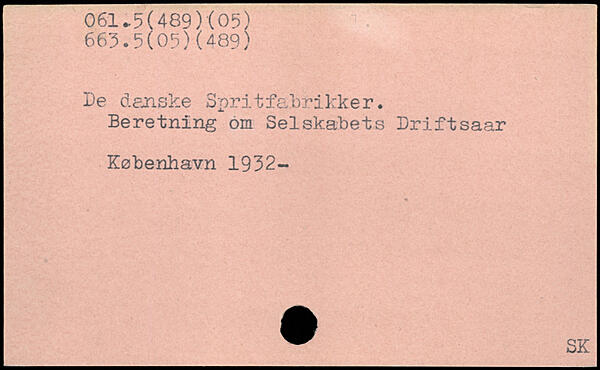 061.5(489)(05)
663.5(05)(489)
De danske Spritfabrikker.
Beretning om Selskabets Driftsaar
København 1932-
SK